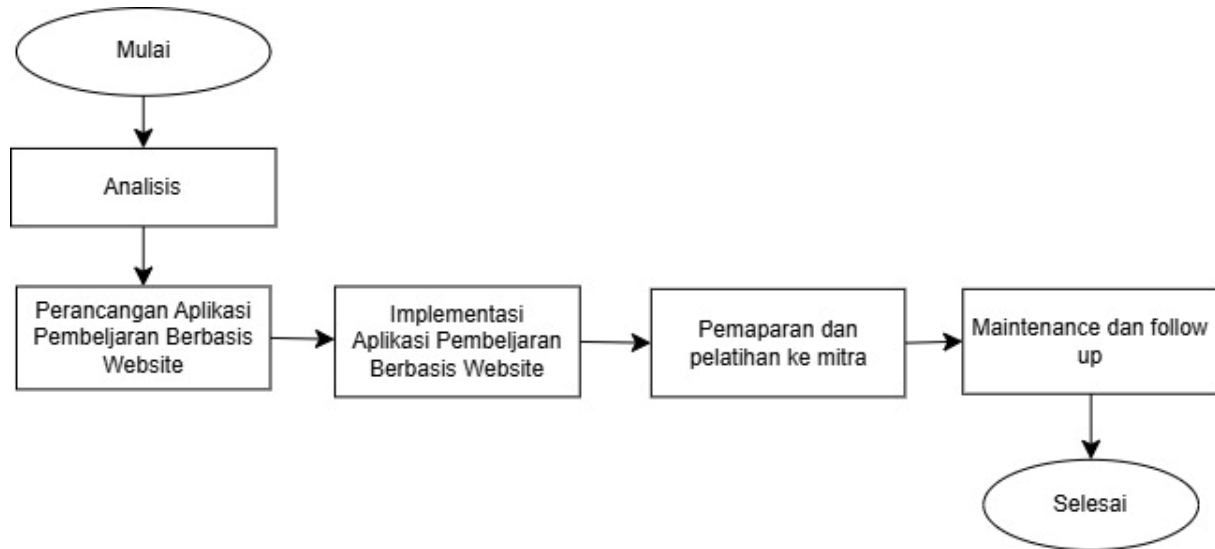 Mulai
Analisis
Perancangan Aplikasi
Pembeljaran Berbasis
Website
Implementasi
Aplikasi Pembeljaran
Berbasis Website
Pemaparan dan
pelatihan ke mitra
Maintenance dan follow
up
Selesai